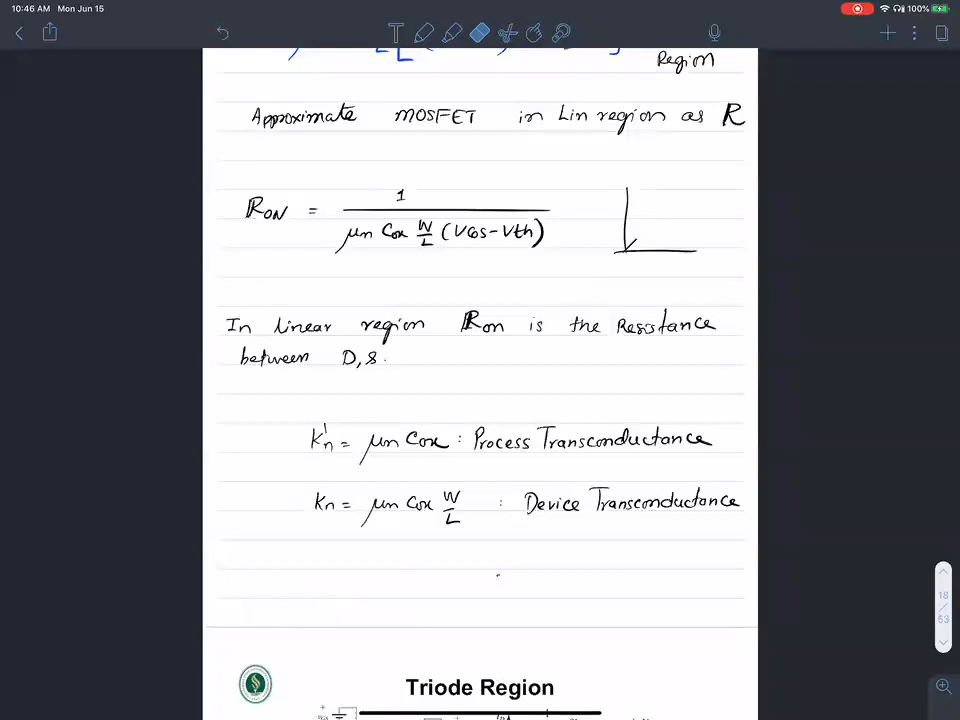 10:46 AM Mon Jun 15
100%
Region
Approximate MOSFET in Lin region as R
RON = 1 / μn Cox W/L (VGS-Vth)
In linear region Ron is the Resistance
between D, S.
Kn' = μn Cox : Process Transconductance
Kn = μn Cox W/L : Device Transconductance
18
/
63
Triode Region